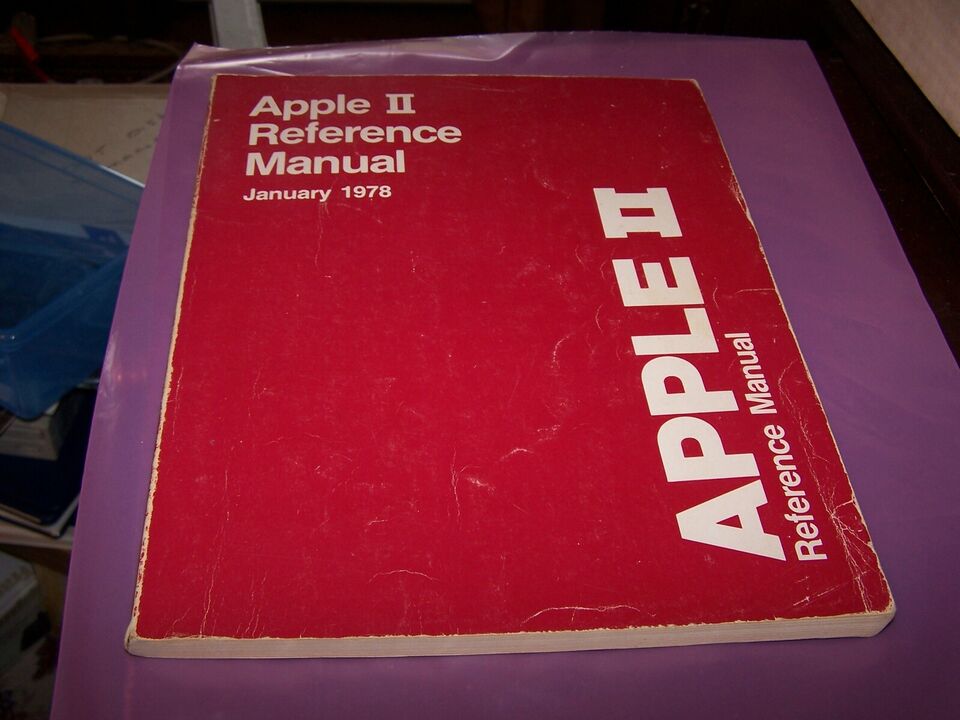 Apple II
Reference
Manual
January 1978
APPLE II
Reference Manual